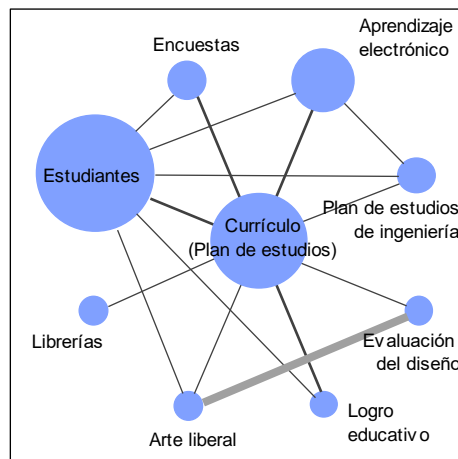 Aprendizaje
electrónico
Encuestas
Estudiantes
Plan de estudios
de ingeniería
Currículo
(Plan de estudios)
Librerías
Evaluación
del diseño
Arte liberal
Logro
educativo